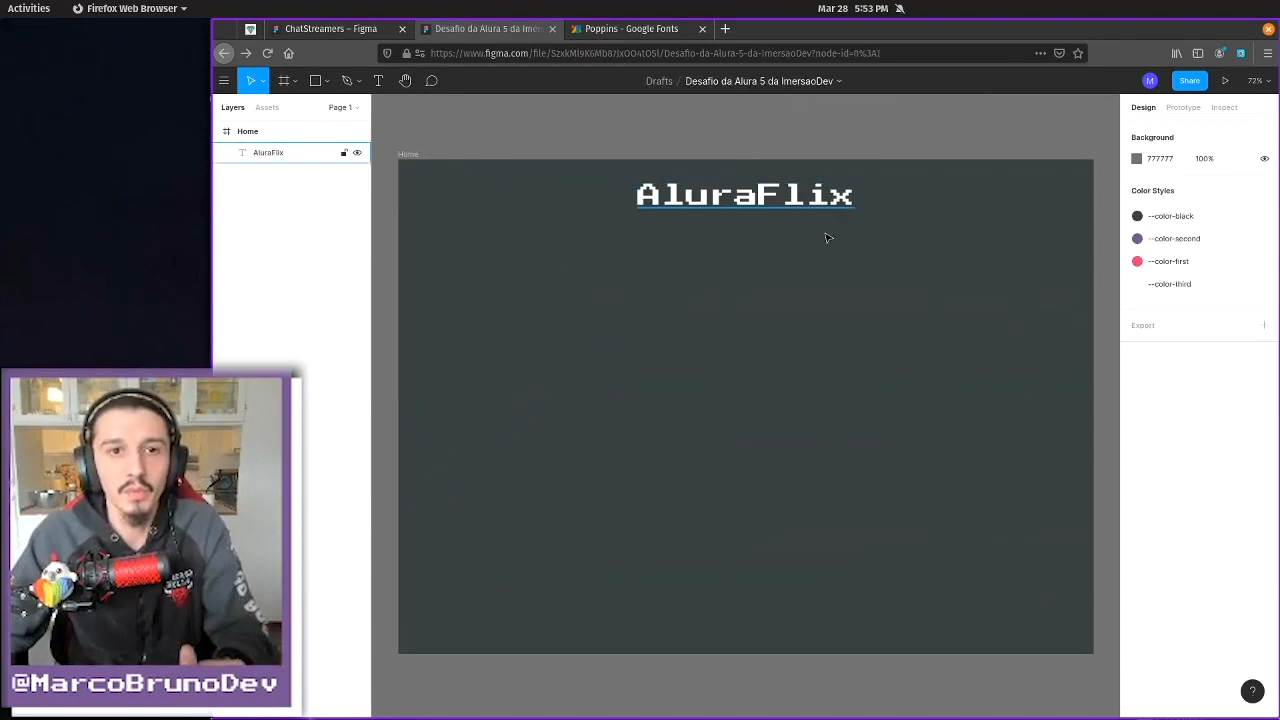 Activities
Firefox Web Browser
Mar 28 5:53 PM
ChatStreamers – Figma
Desafio da Alura 5 da Imers
Poppins - Google Fonts
https://www.figma.com/file/SzxkMl9K6Mb87JxOO4tOSl/Desafio-da-Alura-5-da-ImersaoDev?node-id=0%3A1
Drafts / Desafio da Alura 5 da ImersaoDev
M
Share
72%
Layers
Assets
Page 1
Home
AluraFlix
Home
AluraFlix
Design
Prototype
Inspect
Background
777777
100%
Color Styles
--color-black
--color-second
--color-first
--color-third
Export
?
@MarcoBrunoDev